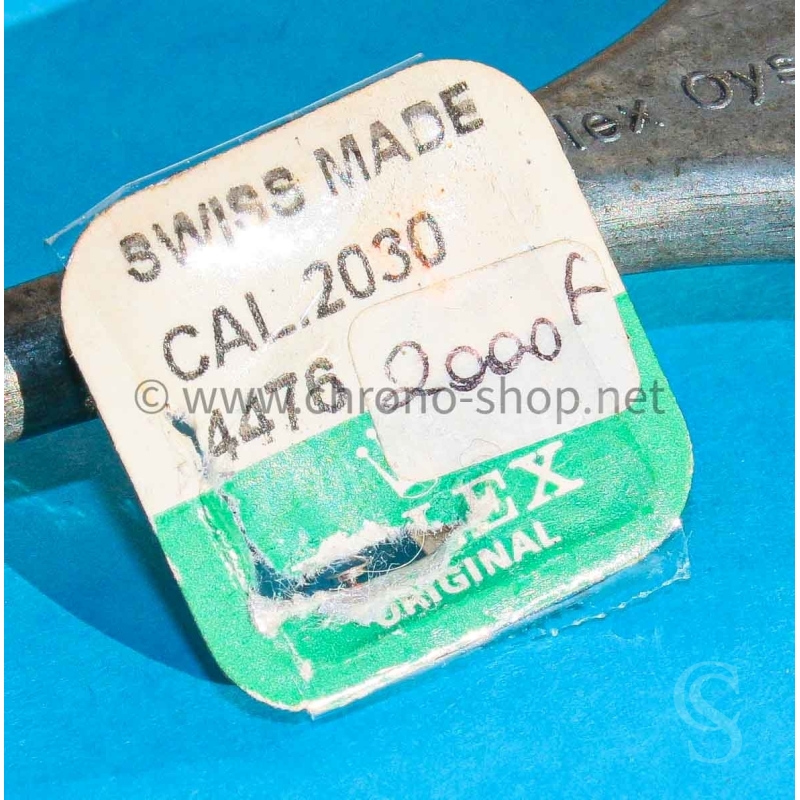 SWISS MADE
CAL.2030
4476
2000 F
LEX
ORIGINAL
lex Oys
© www.chrono-shop.net